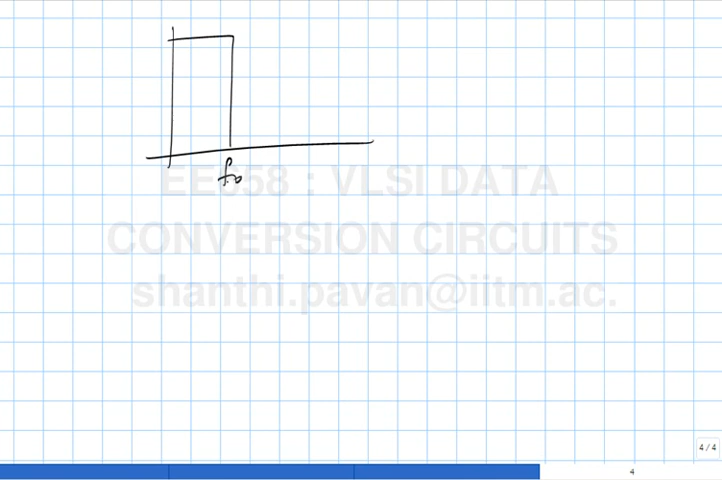 f₀
EE658 : VLSI DATA
CONVERSION CIRCUITS
shanthi.pavan@iitm.ac.
4 / 4
4